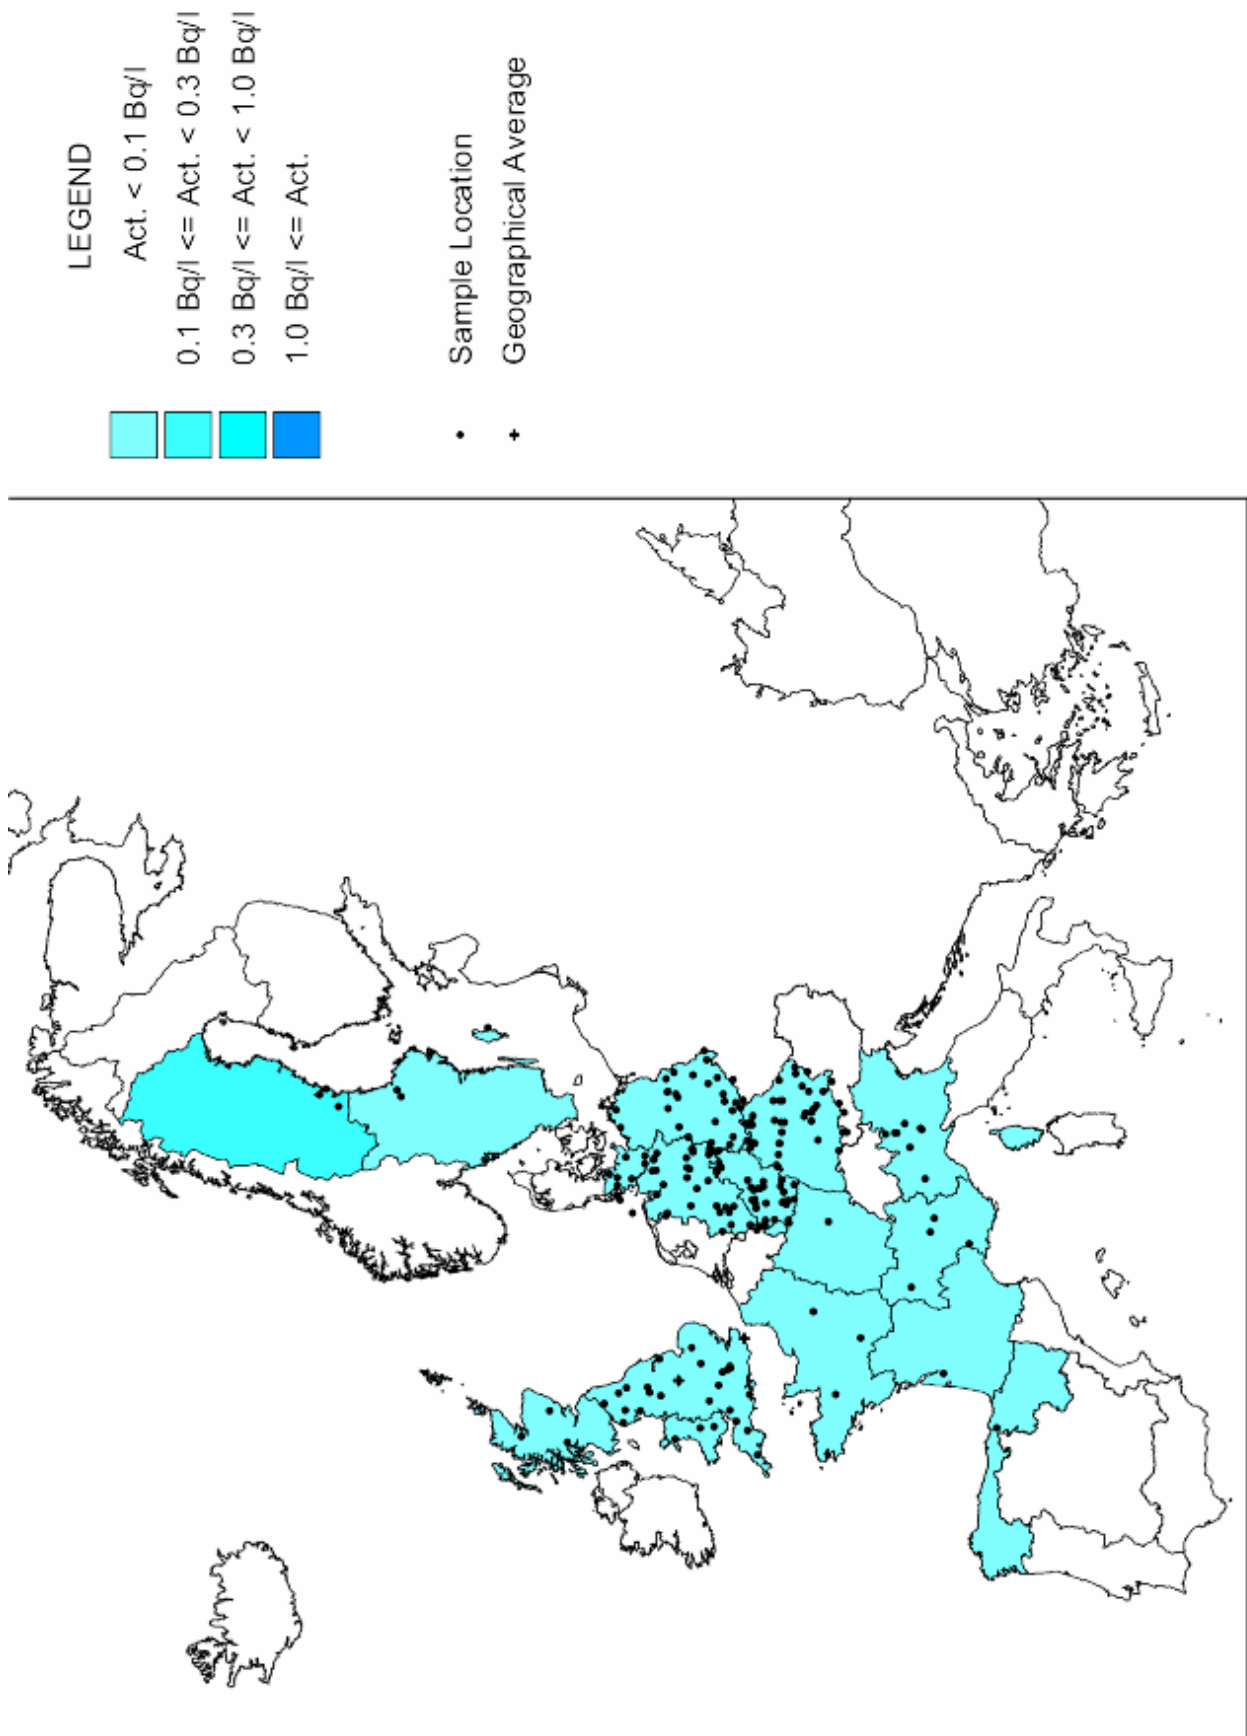 LEGEND
Act. < 0.1 Bq/l
0.1 Bq/l <= Act. < 0.3 Bq/l
0.3 Bq/l <= Act. < 1.0 Bq/l
1.0 Bq/l <= Act.
Sample Location
Geographical Average